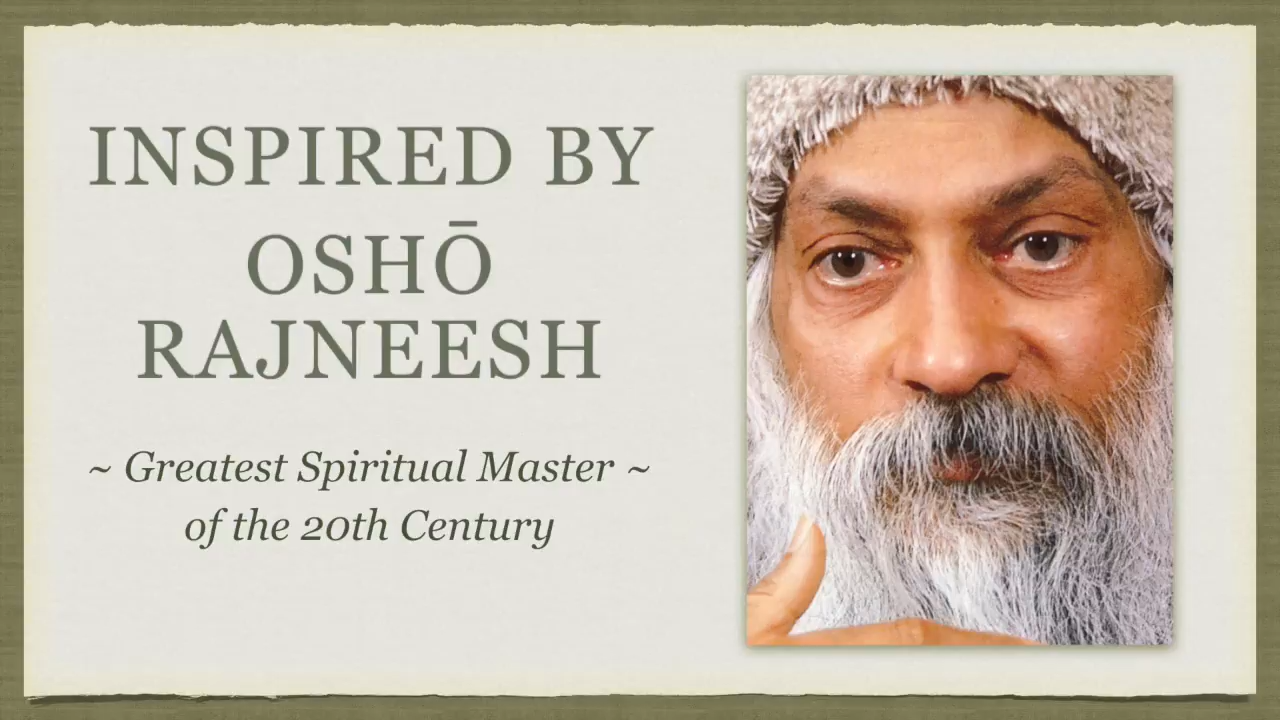 INSPIRED BY
OSHŌ
RAJNEESH
~ Greatest Spiritual Master ~
of the 20th Century